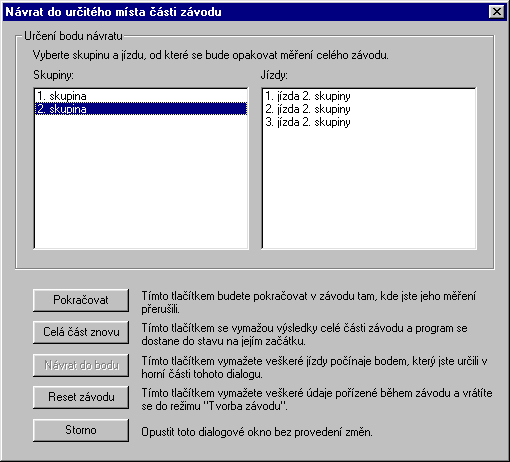 Návrat do určitého místa části závodu
Určení bodu návratu
Vyberte skupinu a jízdu, od které se bude opakovat měření celého závodu.
Skupiny:
Jízdy:
1. skupina
2. skupina
1. jízda 2. skupiny
2. jízda 2. skupiny
3. jízda 2. skupiny
Pokračovat
Tímto tlačítkem budete pokračovat v závodu tam, kde jste jeho měření
přerušili.
Celá část znovu
Tímto tlačítkem se vymažou výsledky celé části závodu a program se
dostane do stavu na jejím začátku.
Návrat do bodu
Tímto tlačítkem vymažete veškeré jízdy počínaje bodem, který jste určili v
horní části tohoto dialogu.
Reset závodu
Tímto tlačítkem vymažete veškeré údaje pořízené během závodu a vrátíte
se do režimu "Tvorba závodu".
Storno
Opustit toto dialogové okno bez provedení změn.